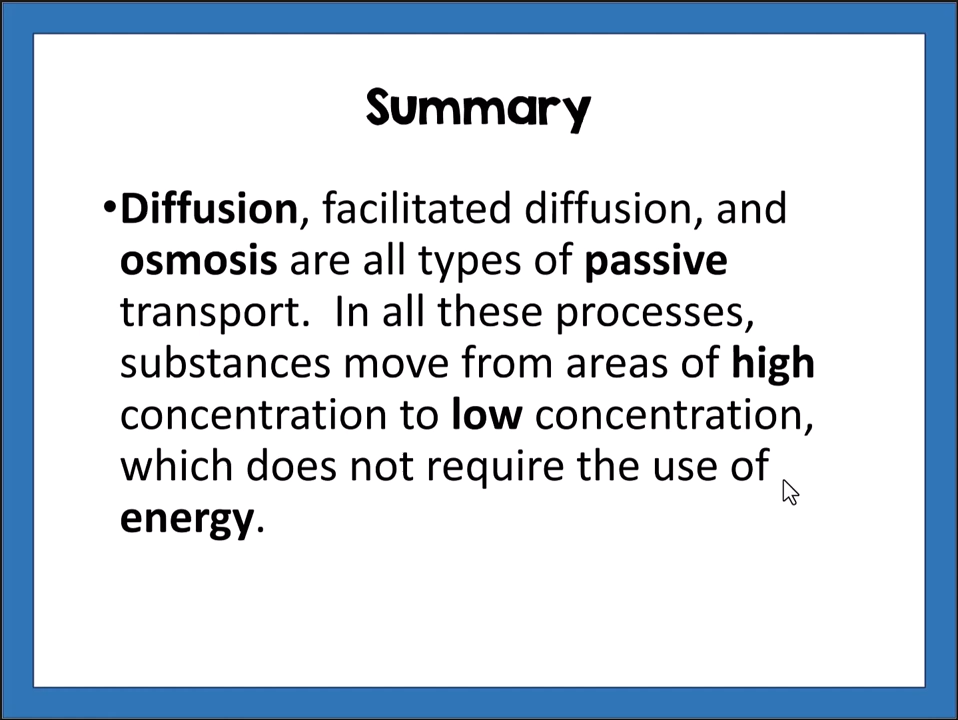 Summary
•Diffusion, facilitated diffusion, and
osmosis are all types of passive
transport.  In all these processes,
substances move from areas of high
concentration to low concentration,
which does not require the use of
energy.